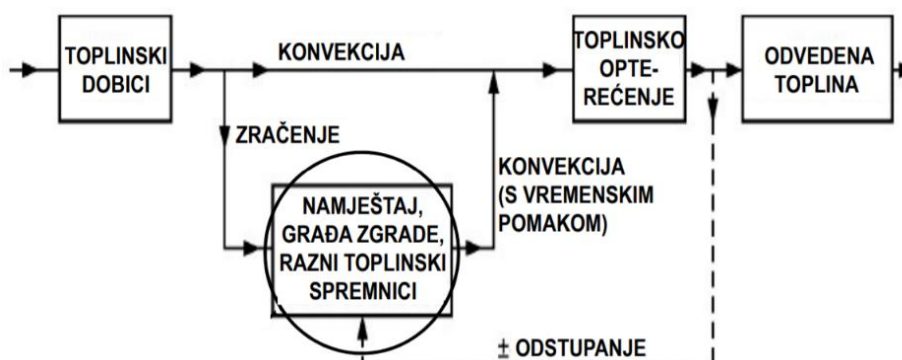 TOPLINSKI
DOBICI
KONVEKCIJA
TOPLINSKO
OPTE-
REĆENJE
ODVEDENA
TOPLINA
ZRAČENJE
KONVEKCIJA
(S VREMENSKIM
POMAKOM)
NAMJEŠTAJ,
GRAĐA ZGRADE,
RAZNI TOPLINSKI
SPREMNICI
± ODSTUPANJE